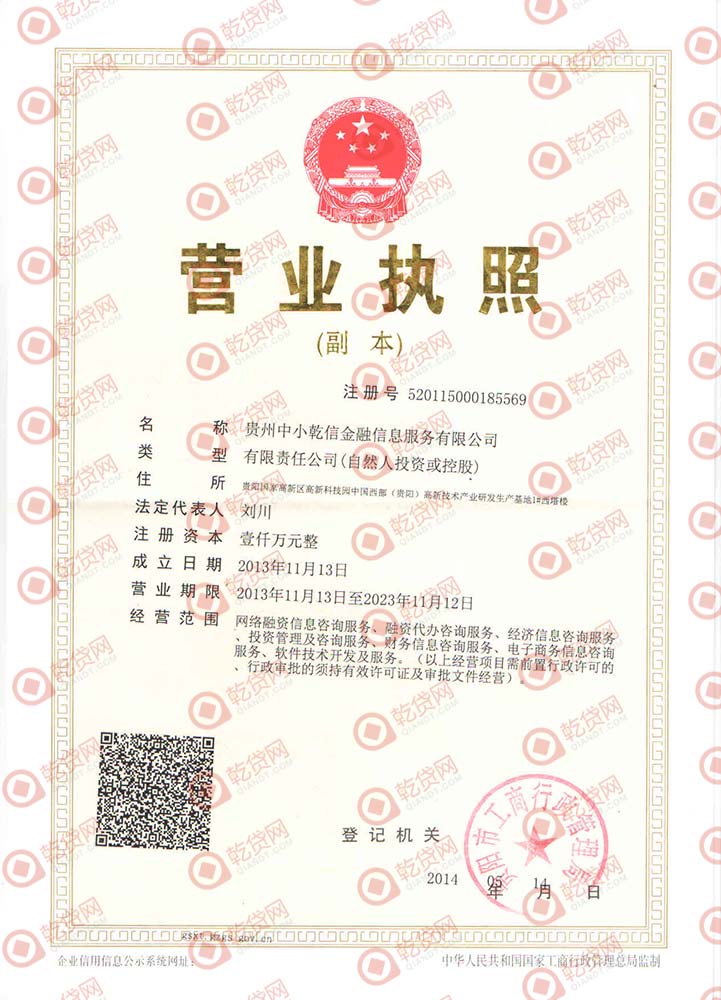 营业执照
(副 本)
注册号 520115000185569
名 称 贵州中小乾信金融信息服务有限公司
类 型 有限责任公司(自然人投资或控股)
住 所 贵阳国家高新区高新科技园中国西部（贵阳）高新技术产业研发生产基地1#西塔楼
法定代表人 刘川
注册资本 壹仟万元整
成立日期 2013年11月13日
营业期限 2013年11月13日至2023年11月12日
经营范围 网络融资信息咨询服务、融资代办咨询服务、经济信息咨询服务
、投资管理及咨询服务、财务信息咨询服务、电子商务信息咨询
服务、软件技术开发及服务。（以上经营项目需前置行政许可的
、行政审批的须持有效许可证及审批文件经营）。
贵阳市工商行政管理局
登记机关
2014 年 05 月 14 日
gsxt.gzgs.gov.cn
企业信用信息公示系统网址：
中华人民共和国国家工商行政管理总局监制
乾贷网
QIANDT.COM